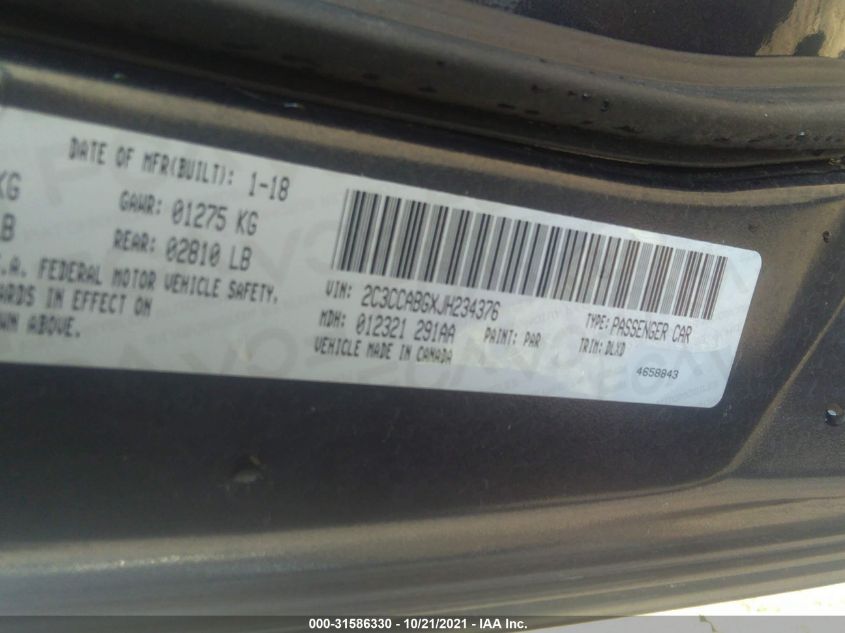 DATE OF MFR(BUILT): 1-18
KG GAWR: 01275 KG
LB REAR: 02810 LB
.A. FEDERAL MOTOR VEHICLE SAFETY.
ARDS IN EFFECT ON
WN ABOVE.
VIN: 2C3CCABGXJH234376 TYPE: PASSENGER CAR
MDH: 012321 291AA PAINT: PAR TRIM: DLXD
VEHICLE MADE IN CANADA 4658843
000-31586330 - 10/21/2021 - IAA Inc.